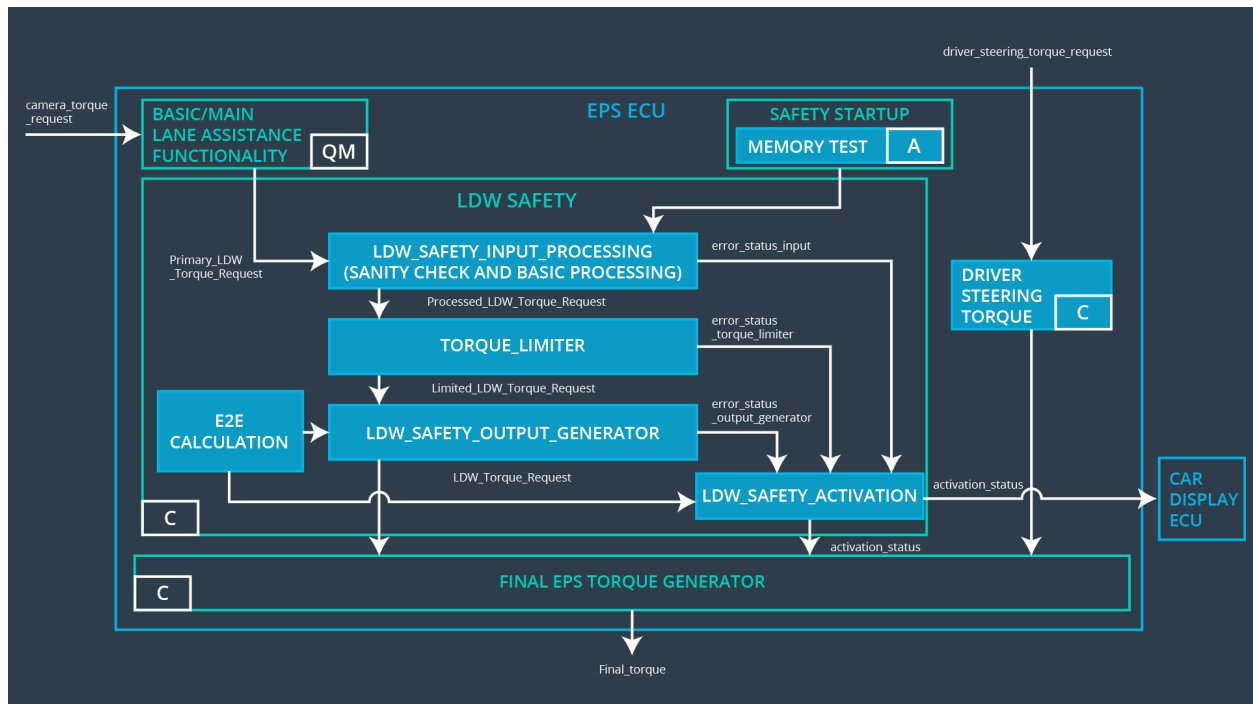 driver_steering_torque_request
camera_torque
_request
EPS ECU
BASIC/MAIN
LANE ASSISTANCE
FUNCTIONALITY
QM
SAFETY STARTUP
MEMORY TEST
A
LDW SAFETY
Primary_LDW
_Torque_Request
LDW_SAFETY_INPUT_PROCESSING
(SANITY CHECK AND BASIC PROCESSING)
error_status_input
Processed_LDW_Torque_Request
DRIVER
STEERING
TORQUE
C
TORQUE_LIMITER
error_status
_torque_limiter
Limited_LDW_Torque_Request
E2E
CALCULATION
LDW_SAFETY_OUTPUT_GENERATOR
error_status
_output_generator
LDW_Torque_Request
LDW_SAFETY_ACTIVATION
activation_status
CAR
DISPLAY
ECU
C
activation_status
FINAL EPS TORQUE GENERATOR
C
Final_torque